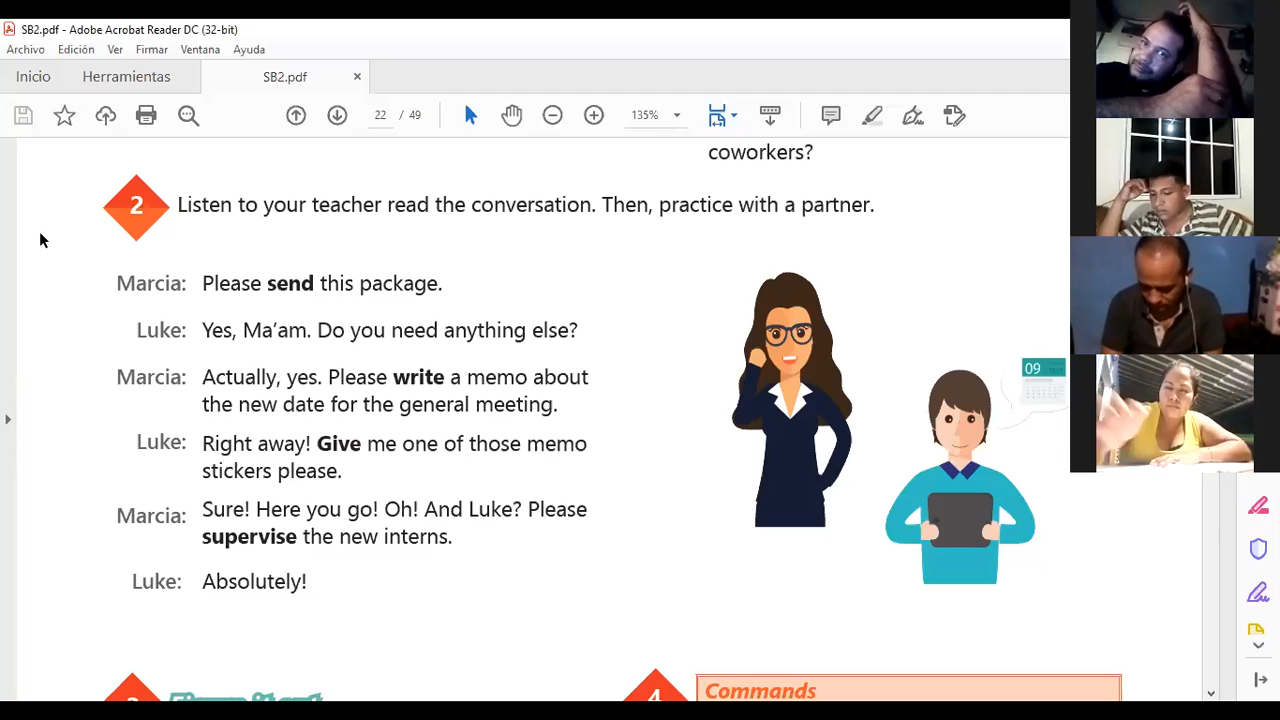 SB2.pdf - Adobe Acrobat Reader DC (32-bit)
Archivo Edición Ver Firmar Ventana Ayuda
Inicio Herramientas SB2.pdf ×
22 / 49 135%
coworkers?
2 Listen to your teacher read the conversation. Then, practice with a partner.
Marcia: Please send this package.
Luke: Yes, Ma'am. Do you need anything else?
Marcia: Actually, yes. Please write a memo about
the new date for the general meeting.
Luke: Right away! Give me one of those memo
stickers please.
Marcia: Sure! Here you go! Oh! And Luke? Please
supervise the new interns.
Luke: Absolutely!
09
4 Commands